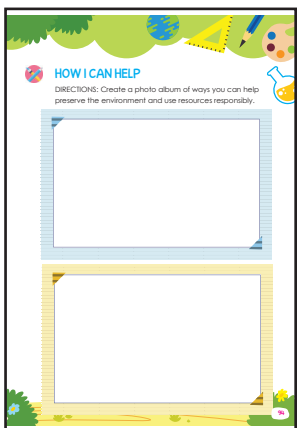 HOW I CAN HELP
DIRECTIONS: Create a photo album of ways you can help
preserve the environment and use resources responsibly.
94